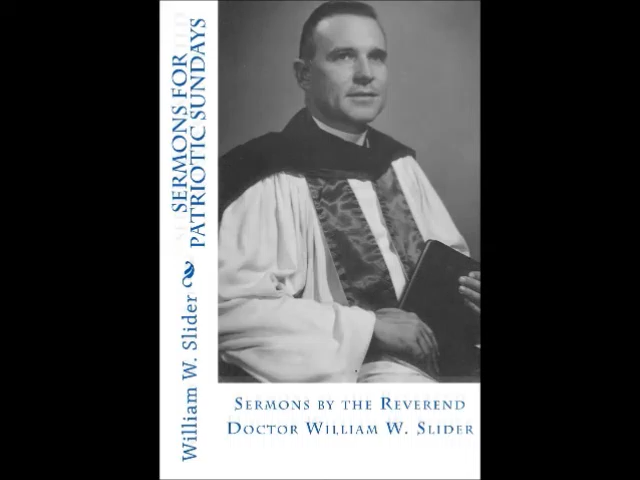 SERMONS FOR
PATRIOTIC SUNDAYS
William W. Slider
SERMONS BY THE REVEREND
DOCTOR WILLIAM W. SLIDER